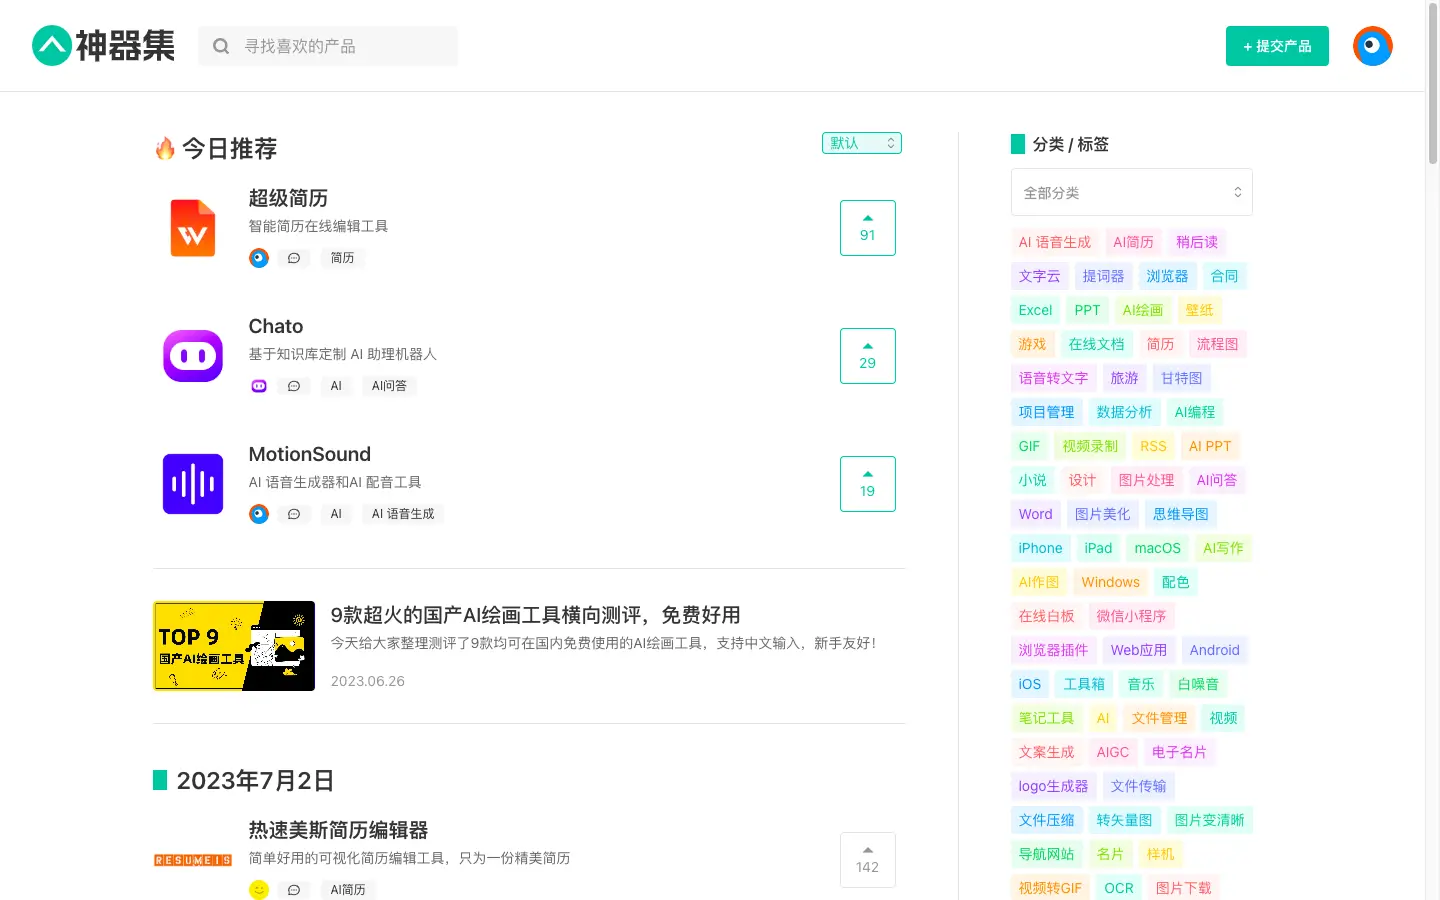 神器集
寻找喜欢的产品
+ 提交产品
今日推荐
默认
超级简历
智能简历在线编辑工具
简历
91
Chato
基于知识库定制 AI 助理机器人
AI AI问答
29
MotionSound
AI 语音生成器和AI 配音工具
AI AI 语音生成
19
TOP 9
国产AI绘画工具
9款超火的国产AI绘画工具横向测评，免费好用
今天给大家整理测评了9款均可在国内免费使用的AI绘画工具，支持中文输入，新手友好！
2023.06.26
2023年7月2日
RESUMEIS
热速美斯简历编辑器
简单好用的可视化简历编辑工具，只为一份精美简历
AI简历
142
分类 / 标签
全部分类
AI 语音生成 AI简历 稍后读
文字云 提词器 浏览器 合同
Excel PPT AI绘画 壁纸
游戏 在线文档 简历 流程图
语音转文字 旅游 甘特图
项目管理 数据分析 AI编程
GIF 视频录制 RSS AI PPT
小说 设计 图片处理 AI问答
Word 图片美化 思维导图
iPhone iPad macOS AI写作
AI作图 Windows 配色
在线白板 微信小程序
浏览器插件 Web应用 Android
iOS 工具箱 音乐 白噪音
笔记工具 AI 文件管理 视频
文案生成 AIGC 电子名片
logo生成器 文件传输
文件压缩 转矢量图 图片变清晰
导航网站 名片 样机
视频转GIF OCR 图片下载